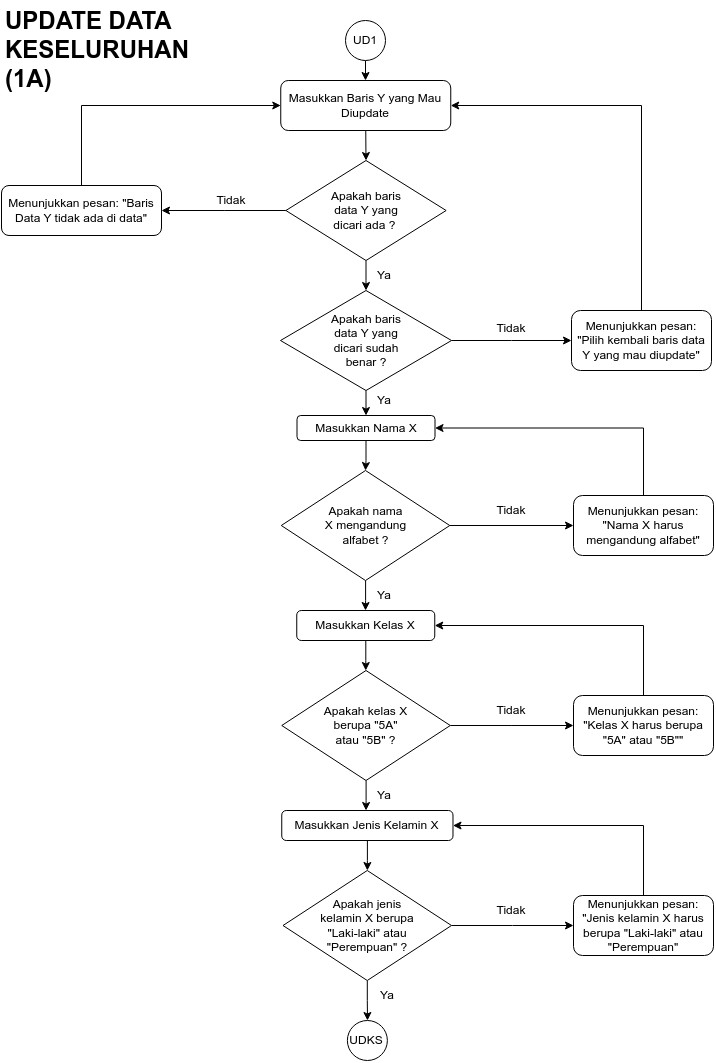 UPDATE DATA
KESELURUHAN
(1A)
UD1
Masukkan Baris Y yang Mau
Diupdate
Menunjukkan pesan: "Baris
Data Y tidak ada di data"
Tidak
Apakah baris
data Y yang
dicari ada ?
Ya
Apakah baris
data Y yang
dicari sudah
benar ?
Tidak
Menunjukkan pesan:
"Pilih kembali baris data
Y yang mau diupdate"
Ya
Masukkan Nama X
Apakah nama
X mengandung
alfabet ?
Tidak
Menunjukkan pesan:
"Nama X harus
mengandung alfabet"
Ya
Masukkan Kelas X
Apakah kelas X
berupa "5A"
atau "5B" ?
Tidak
Menunjukkan pesan:
"Kelas X harus berupa
"5A" atau "5B""
Ya
Masukkan Jenis Kelamin X
Apakah jenis
kelamin X berupa
"Laki-laki" atau
"Perempuan" ?
Tidak
Menunjukkan pesan:
"Jenis kelamin X harus
berupa "Laki-laki" atau
"Perempuan"
Ya
UDKS